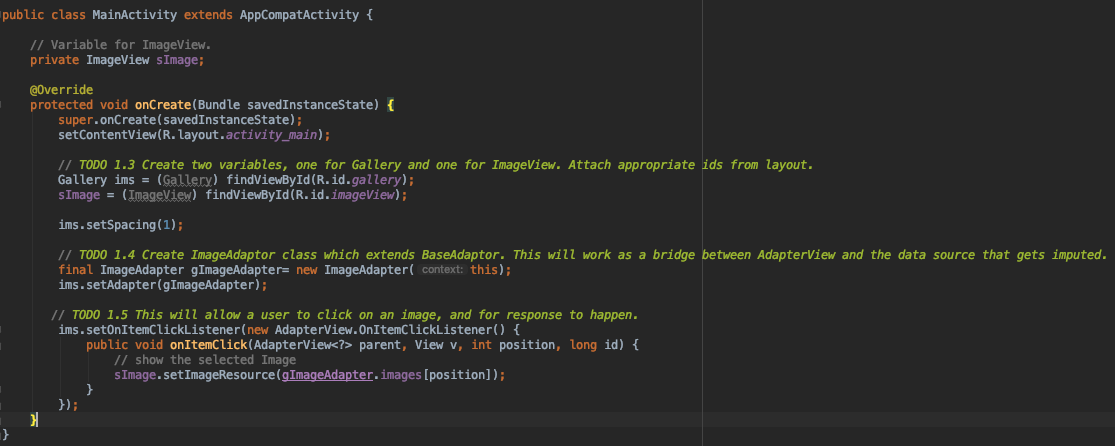 public class MainActivity extends AppCompatActivity {
// Variable for ImageView.
private ImageView sImage;
@Override
protected void onCreate(Bundle savedInstanceState) {
super.onCreate(savedInstanceState);
setContentView(R.layout.activity_main);
// TODO 1.3 Create two variables, one for Gallery and one for ImageView. Attach appropriate ids from layout.
Gallery ims = (Gallery) findViewById(R.id.gallery);
sImage = (ImageView) findViewById(R.id.imageView);
ims.setSpacing(1);
// TODO 1.4 Create ImageAdaptor class which extends BaseAdaptor. This will work as a bridge between AdapterView and the data source that gets imputed.
final ImageAdapter gImageAdapter= new ImageAdapter( context: this);
ims.setAdapter(gImageAdapter);
// TODO 1.5 This will allow a user to click on an image, and for response to happen.
ims.setOnItemClickListener(new AdapterView.OnItemClickListener() {
public void onItemClick(AdapterView<?> parent, View v, int position, long id) {
// show the selected Image
sImage.setImageResource(gImageAdapter.images[position]);
}
});
}
}